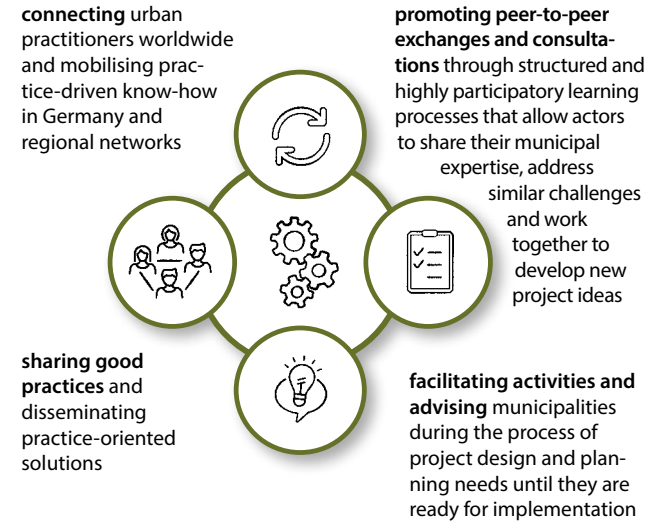 connecting urban
practitioners worldwide
and mobilising prac-
tice-driven know-how
in Germany and
regional networks
promoting peer-to-peer
exchanges and consulta-
tions through structured and
highly participatory learning
processes that allow actors
to share their municipal
expertise, address
similar challenges
and work
together to
develop new
project ideas
sharing good
practices and
disseminating
practice-oriented
solutions
facilitating activities and
advising municipalities
during the process of
project design and plan-
ning needs until they are
ready for implementation